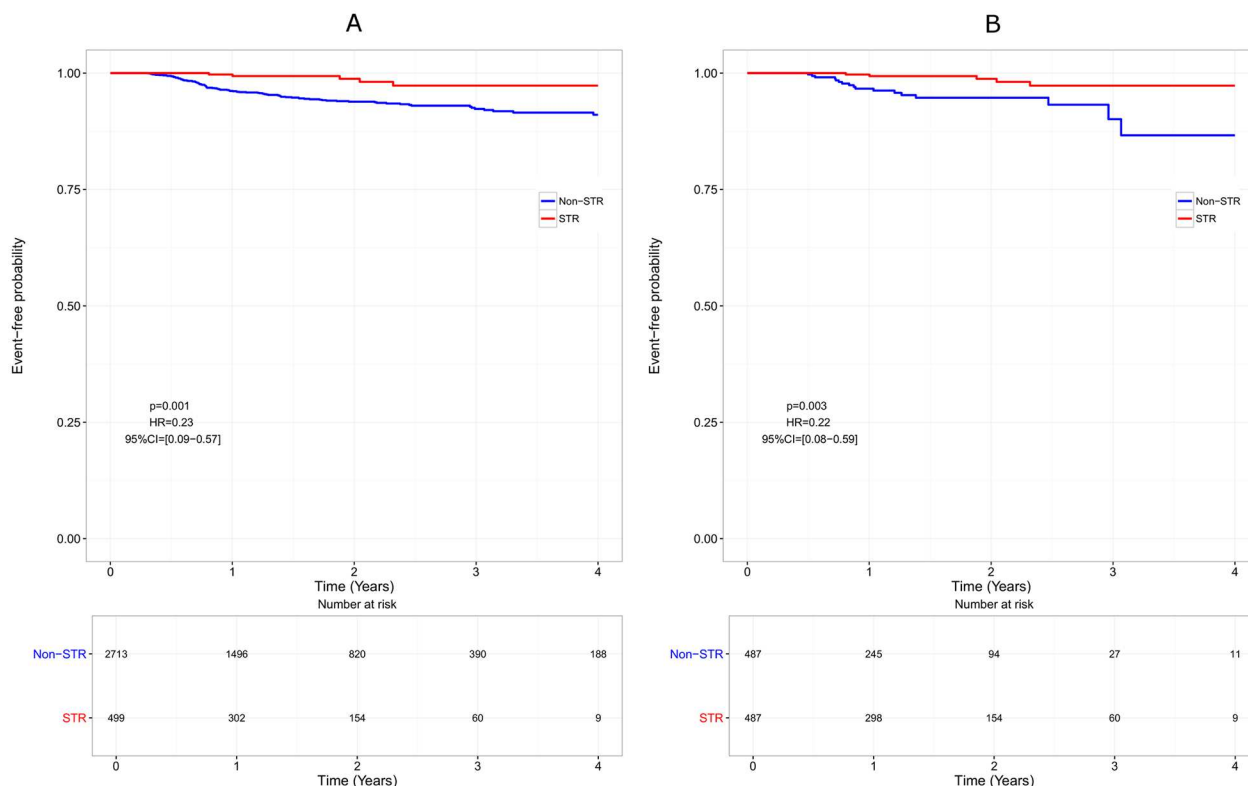 A
1.00
0.75
0.50
0.25
0.00
Event−free probability
Non−STR
STR
p=0.001
HR=0.23
95%CI=[0.09−0.57]
0 1 2 3 4
Time (Years)
Number at risk
Non−STR 2713 1496 820 390 188
STR 499 302 154 60 9
0 1 2 3 4
Time (Years)
B
1.00
0.75
0.50
0.25
0.00
Event−free probability
Non−STR
STR
p=0.003
HR=0.22
95%CI=[0.08−0.59]
0 1 2 3 4
Time (Years)
Number at risk
Non−STR 487 245 94 27 11
STR 487 298 154 60 9
0 1 2 3 4
Time (Years)